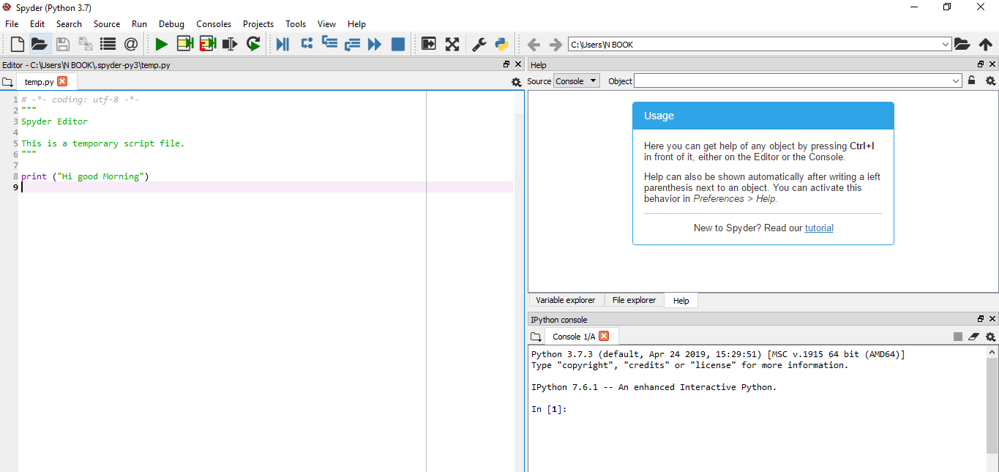 Spyder (Python 3.7)
File Edit Search Source Run Debug Consoles Projects Tools View Help
C:\Users\N BOOK
Editor - C:\Users\N BOOK\.spyder-py3\temp.py
temp.py
1 # -*- coding: utf-8 -*-
2 """
3 Spyder Editor
4
5 This is a temporary script file.
6 """
7
8 print ("Hi good Morning")
9
Help
Source Console Object
Usage
Here you can get help of any object by pressing Ctrl+I
in front of it, either on the Editor or the Console.
Help can also be shown automatically after writing a left
parenthesis next to an object. You can activate this
behavior in Preferences > Help.
New to Spyder? Read our tutorial
Variable explorer File explorer Help
IPython console
Console 1/A
Python 3.7.3 (default, Apr 24 2019, 15:29:51) [MSC v.1915 64 bit (AMD64)]
Type "copyright", "credits" or "license" for more information.
IPython 7.6.1 -- An enhanced Interactive Python.
In [1]: